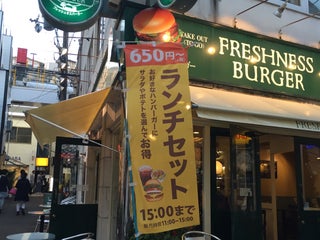 TAKE OUT
FRESHNESS
BURGER
650円~
ランチセット
お好きなハンバーガーに
サラダやポテトを選んでお得
15:00まで